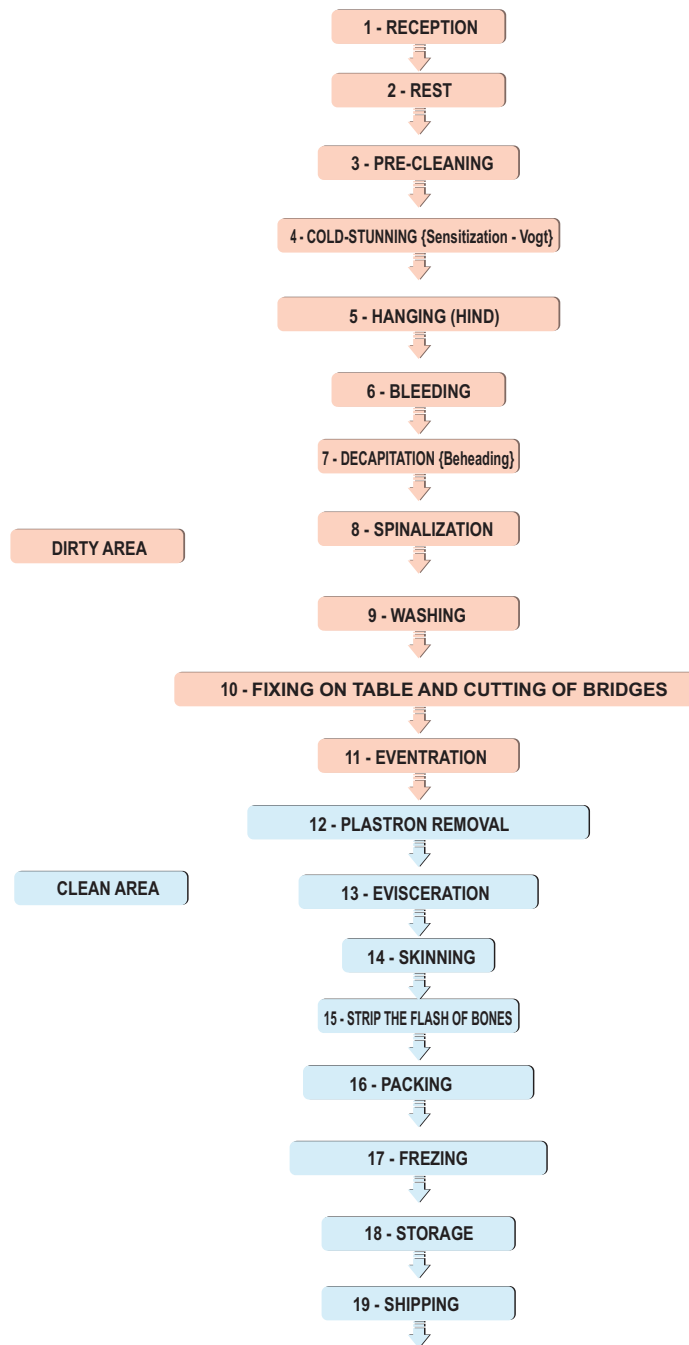 1 - RECEPTION
2 - REST
3 - PRE-CLEANING
4 - COLD-STUNNING {Sensitization - Vogt}
5 - HANGING (HIND)
6 - BLEEDING
7 - DECAPITATION {Beheading}
8 - SPINALIZATION
DIRTY AREA
9 - WASHING
10 - FIXING ON TABLE AND CUTTING OF BRIDGES
11 - EVENTRATION
12 - PLASTRON REMOVAL
CLEAN AREA
13 - EVISCERATION
14 - SKINNING
15 - STRIP THE FLASH OF BONES
16 - PACKING
17 - FREZING
18 - STORAGE
19 - SHIPPING